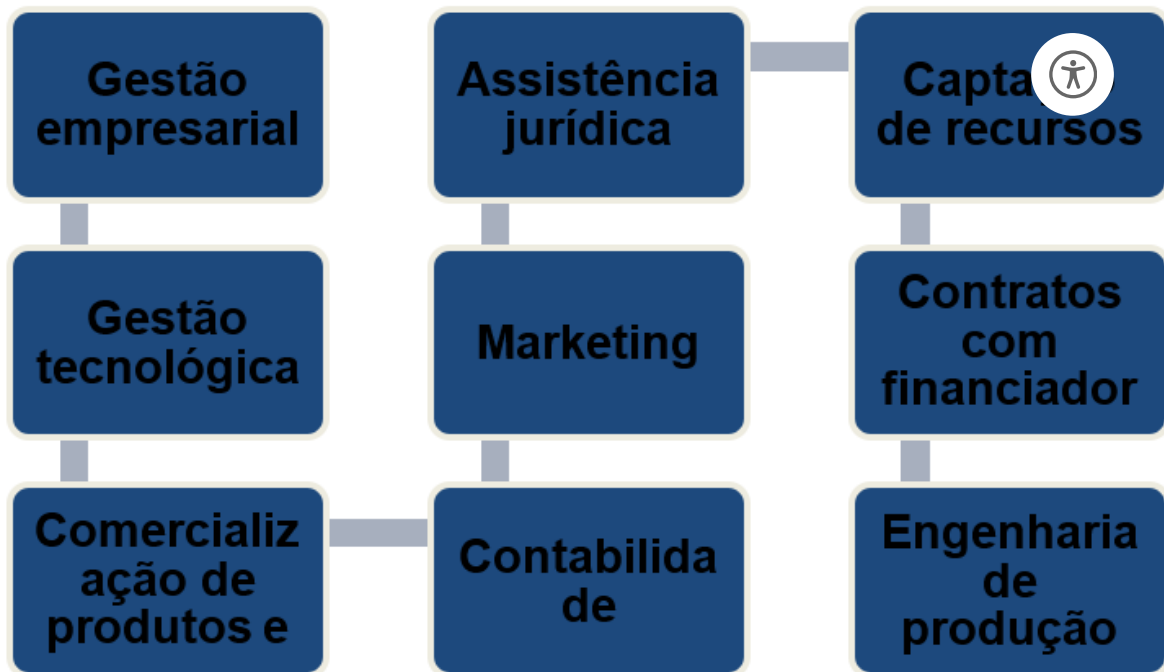 Gestão
empresarial
Gestão
tecnológica
Comercializ
ação de
produtos e
Contabilida
de
Marketing
Assistência
jurídica
de recursos
Contratos
com
financiador
Engenharia
de
produção